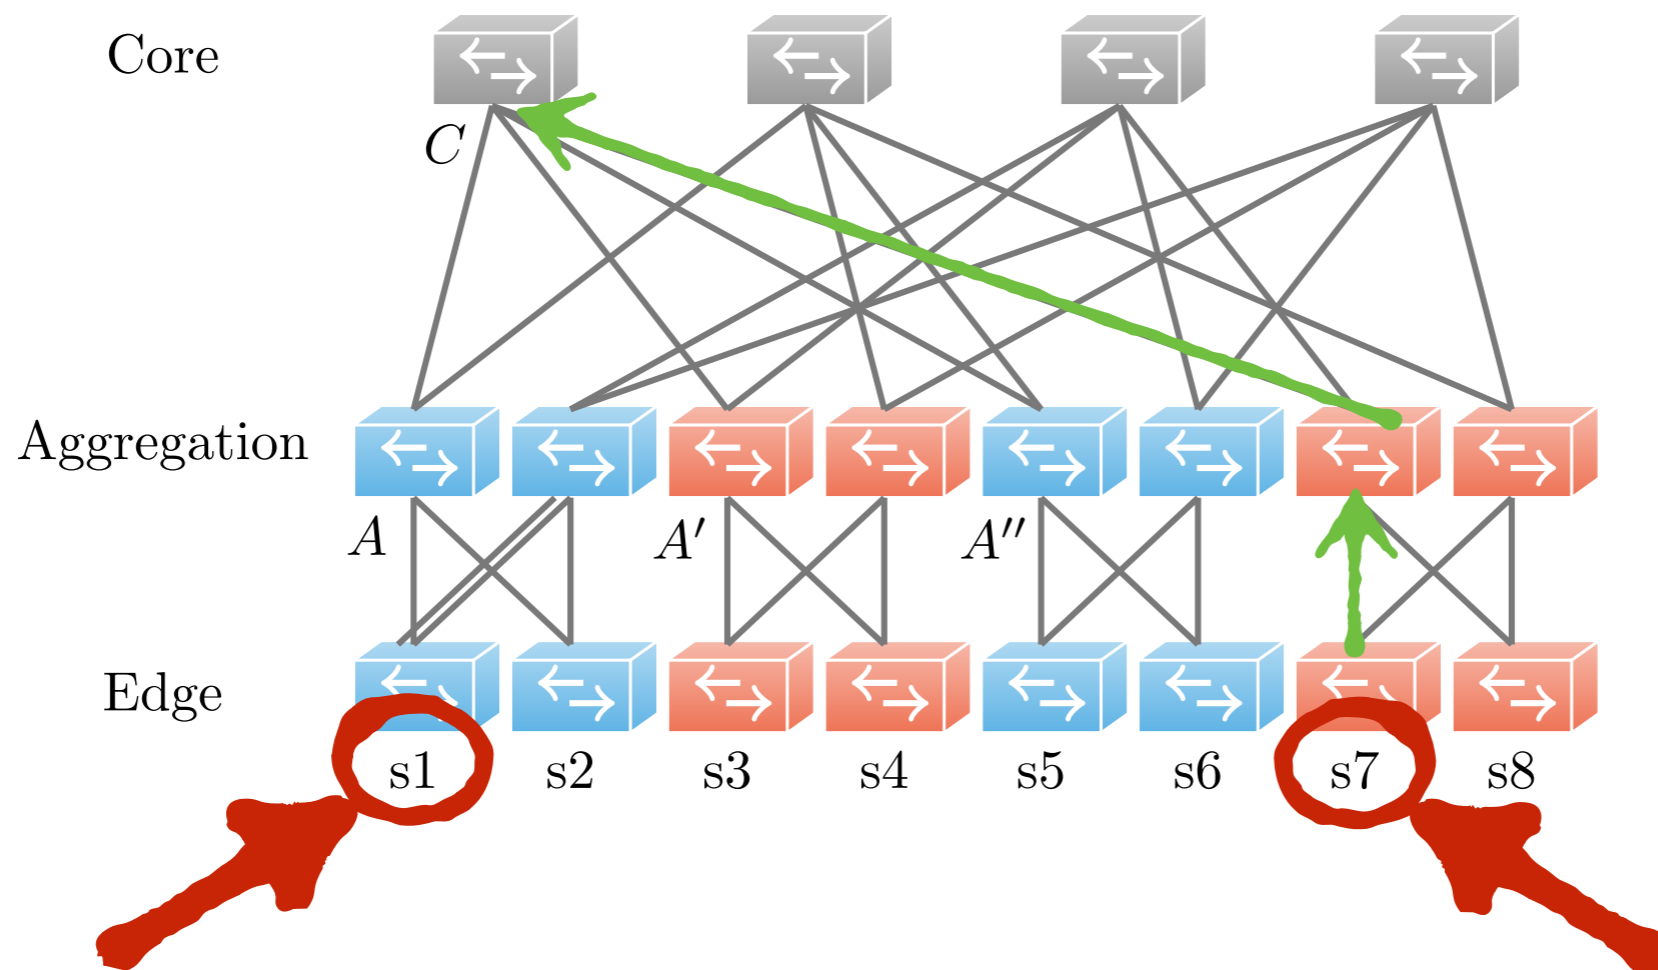 Core
C
Aggregation
A A′ A″
Edge
s1 s2 s3 s4 s5 s6 s7 s8